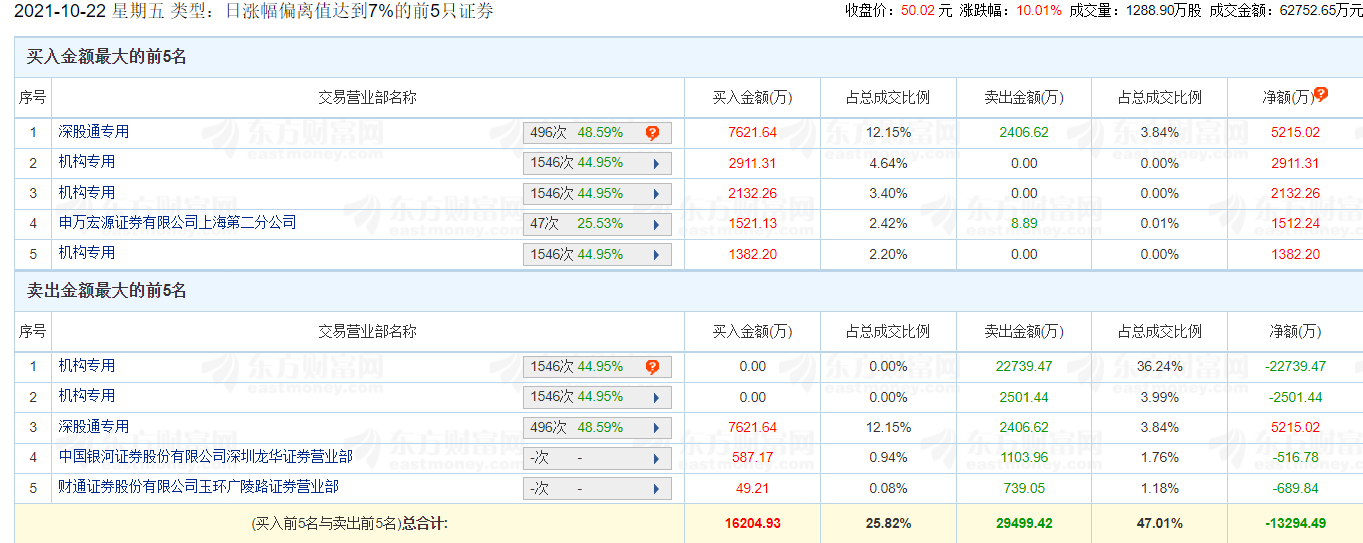 2021-10-22 星期五 类型：日涨幅偏离值达到7%的前5只证券 收盘价：50.02 元 涨跌幅：10.01% 成交量：1288.90万股 成交金额：62752.65万元
买入金额最大的前5名
序号 交易营业部名称 买入金额(万) 占总成交比例 卖出金额(万) 占总成交比例 净额(万)
1 深股通专用 496次 48.59% 7621.64 12.15% 2406.62 3.84% 5215.02
2 机构专用 1546次 44.95% 2911.31 4.64% 0.00 0.00% 2911.31
3 机构专用 1546次 44.95% 2132.26 3.40% 0.00 0.00% 2132.26
4 申万宏源证券有限公司上海第二分公司 47次 25.53% 1521.13 2.42% 8.89 0.01% 1512.24
5 机构专用 1546次 44.95% 1382.20 2.20% 0.00 0.00% 1382.20
卖出金额最大的前5名
序号 交易营业部名称 买入金额(万) 占总成交比例 卖出金额(万) 占总成交比例 净额(万)
1 机构专用 1546次 44.95% 0.00 0.00% 22739.47 36.24% -22739.47
2 机构专用 1546次 44.95% 0.00 0.00% 2501.44 3.99% -2501.44
3 深股通专用 496次 48.59% 7621.64 12.15% 2406.62 3.84% 5215.02
4 中国银河证券股份有限公司深圳龙华证券营业部 -次 - 587.17 0.94% 1103.96 1.76% -516.78
5 财通证券股份有限公司玉环广陵路证券营业部 -次 - 49.21 0.08% 739.05 1.18% -689.84
(买入前5名与卖出前5名)总合计: 16204.93 25.82% 29499.42 47.01% -13294.49
东方财富网
eastmoney.com